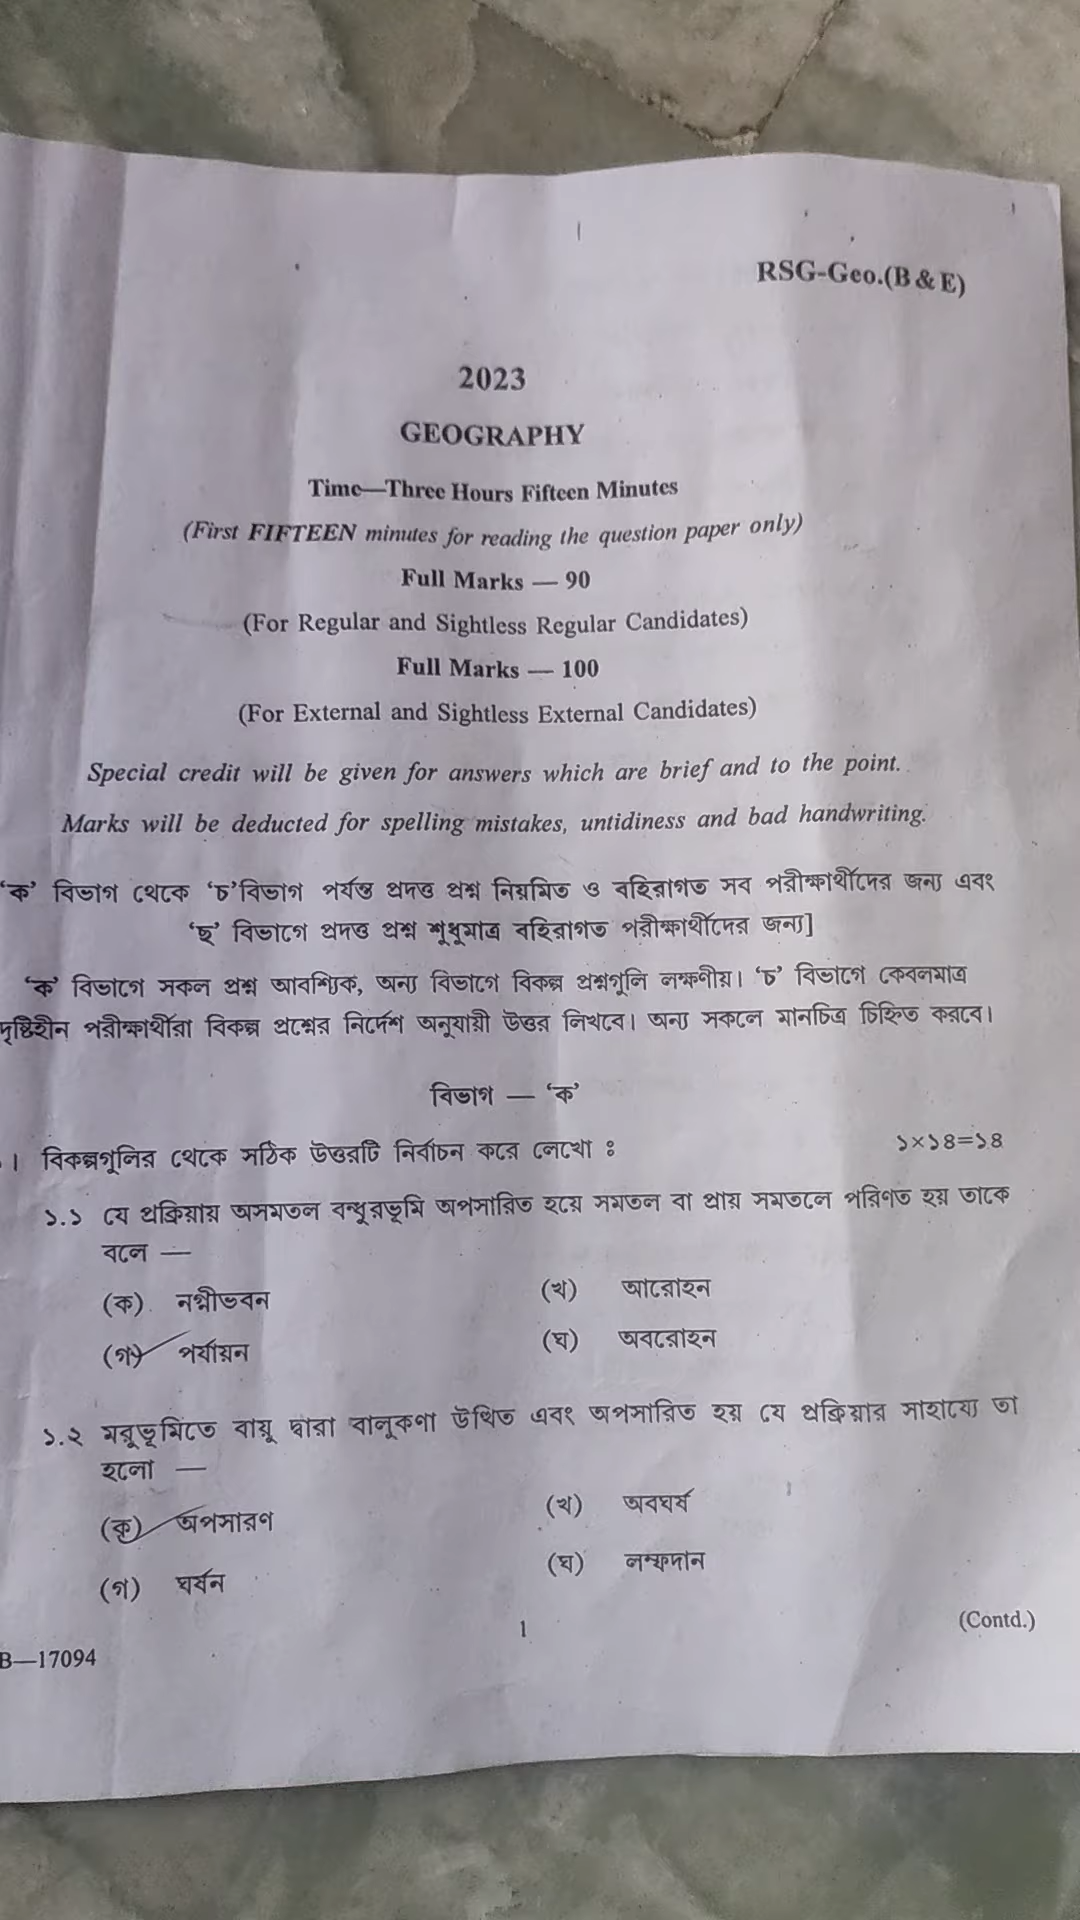 RSG-Geo.(B & E)
2023
GEOGRAPHY
Time—Three Hours Fifteen Minutes
(First FIFTEEN minutes for reading the question paper only)
Full Marks — 90
(For Regular and Sightless Regular Candidates)
Full Marks — 100
(For External and Sightless External Candidates)
Special credit will be given for answers which are brief and to the point.
Marks will be deducted for spelling mistakes, untidiness and bad handwriting.
‘ক’ বিভাগ থেকে ‘চ’বিভাগ পর্যন্ত প্রদত্ত প্রশ্ন নিয়মিত ও বহিরাগত সব পরীক্ষার্থীদের জন্য এবং
‘ছ’ বিভাগে প্রদত্ত প্রশ্ন শুধুমাত্র বহিরাগত পরীক্ষার্থীদের জন্য]
‘ক’ বিভাগে সকল প্রশ্ন আবশ্যিক, অন্য বিভাগে বিকল্প প্রশ্নগুলি লক্ষণীয়। ‘চ’ বিভাগে কেবলমাত্র
দৃষ্টিহীন পরীক্ষার্থীরা বিকল্প প্রশ্নের নির্দেশ অনুযায়ী উত্তর লিখবে। অন্য সকলে মানচিত্র চিহ্নিত করবে।
বিভাগ — ‘ক’
। বিকল্পগুলির থেকে সঠিক উত্তরটি নির্বাচন করে লেখো ঃ ১×১৪=১৪
১.১ যে প্রক্রিয়ায় অসমতল বন্ধুরভূমি অপসারিত হয়ে সমতল বা প্রায় সমতলে পরিণত হয় তাকে
বলে —
(ক) নগ্নীভবন (খ) আরোহন
(গ) পর্যায়ন (ঘ) অবরোহন
১.২ মরুভূমিতে বায়ু দ্বারা বালুকণা উত্থিত এবং অপসারিত হয় যে প্রক্রিয়ার সাহায্যে তা
হলো —
(ক) অপসারণ (খ) অবঘর্ষ
(গ) ঘর্ষন (ঘ) লম্ফদান
1
(Contd.)
B—17094